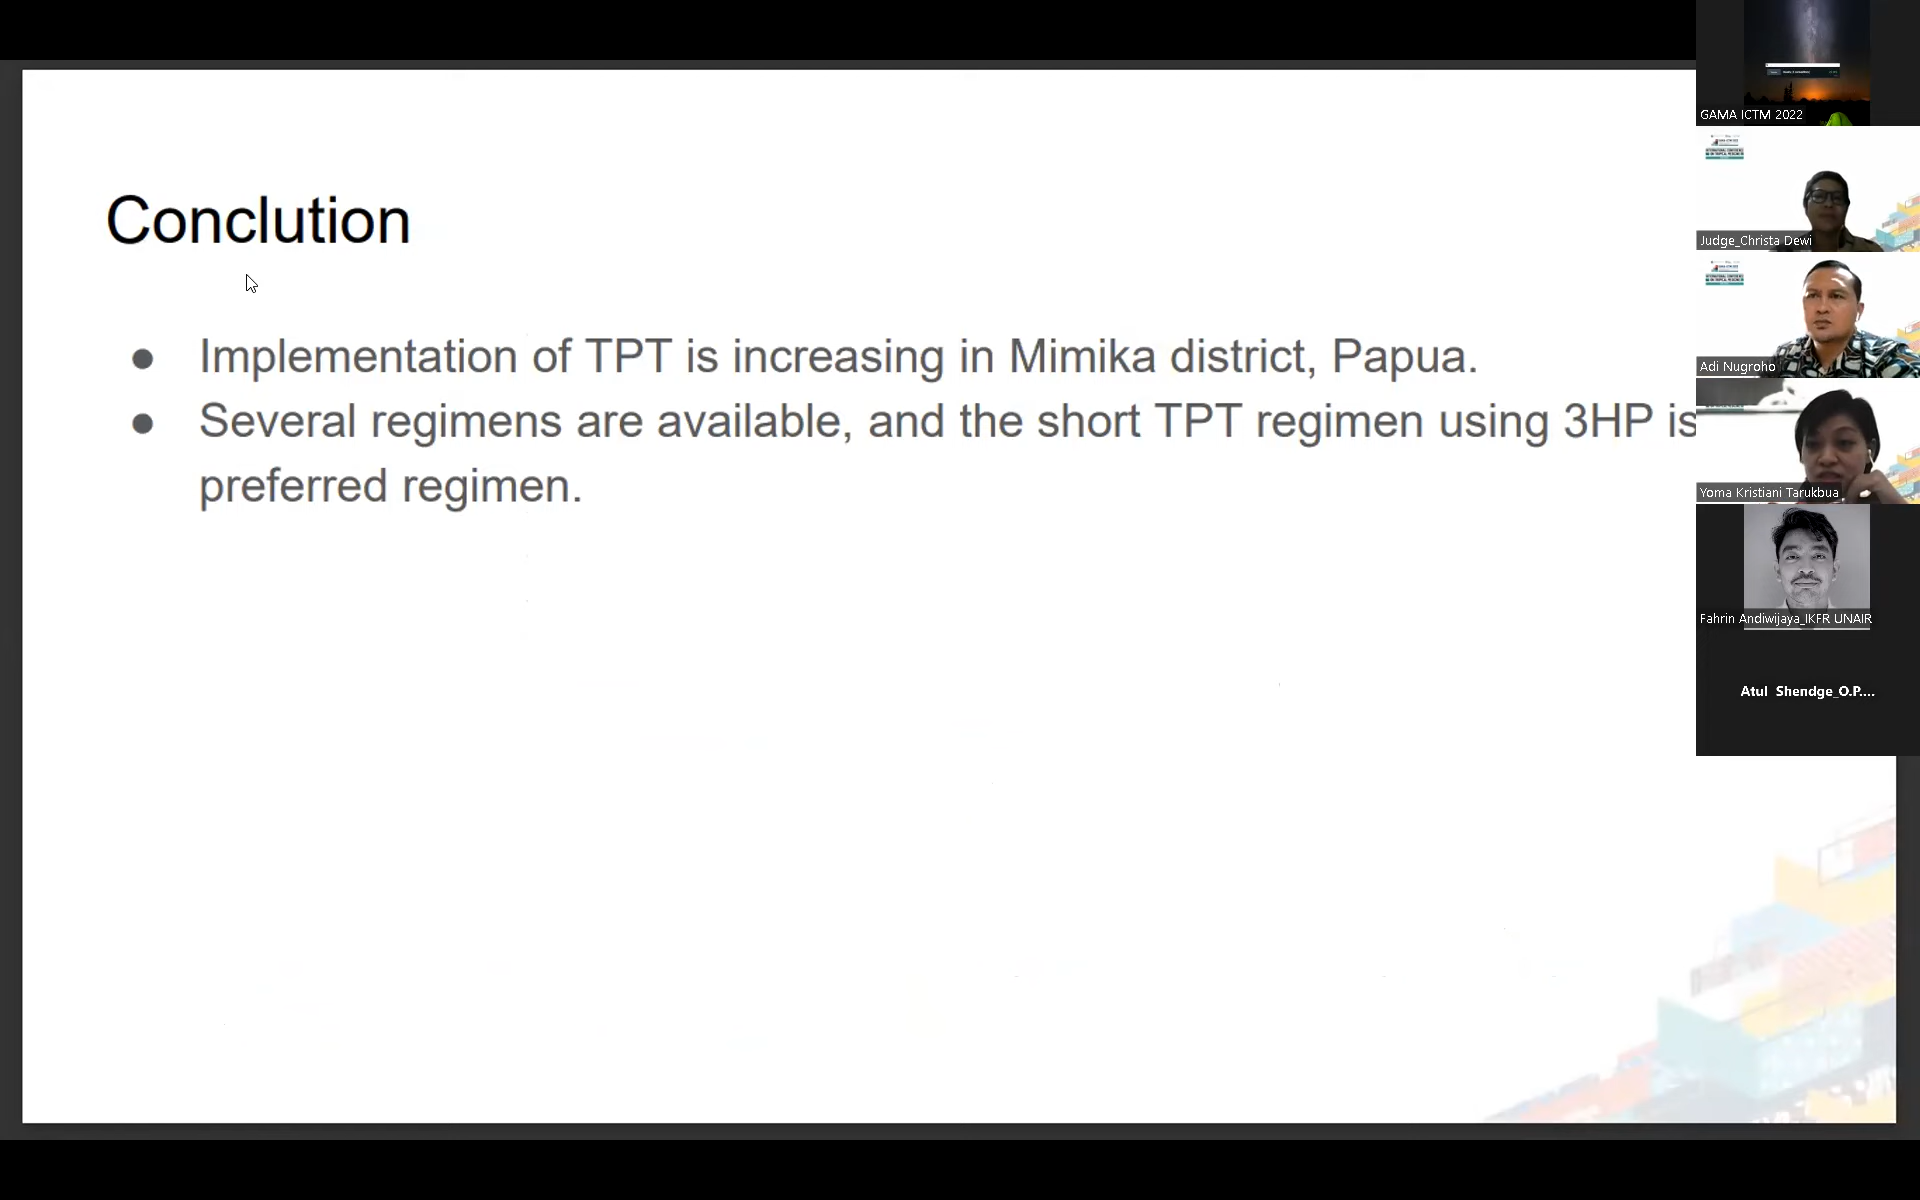 Conclution
● Implementation of TPT is increasing in Mimika district, Papua.
● Several regimens are available, and the short TPT regimen using 3HP is
preferred regimen.
GAMA ICTM 2022
Judge_Christa Dewi
Adi Nugroho
Yoma Kristiani Tarukbua
Fahrin Andiwijaya_IKFR UNAIR
Atul Shendge_O.P....